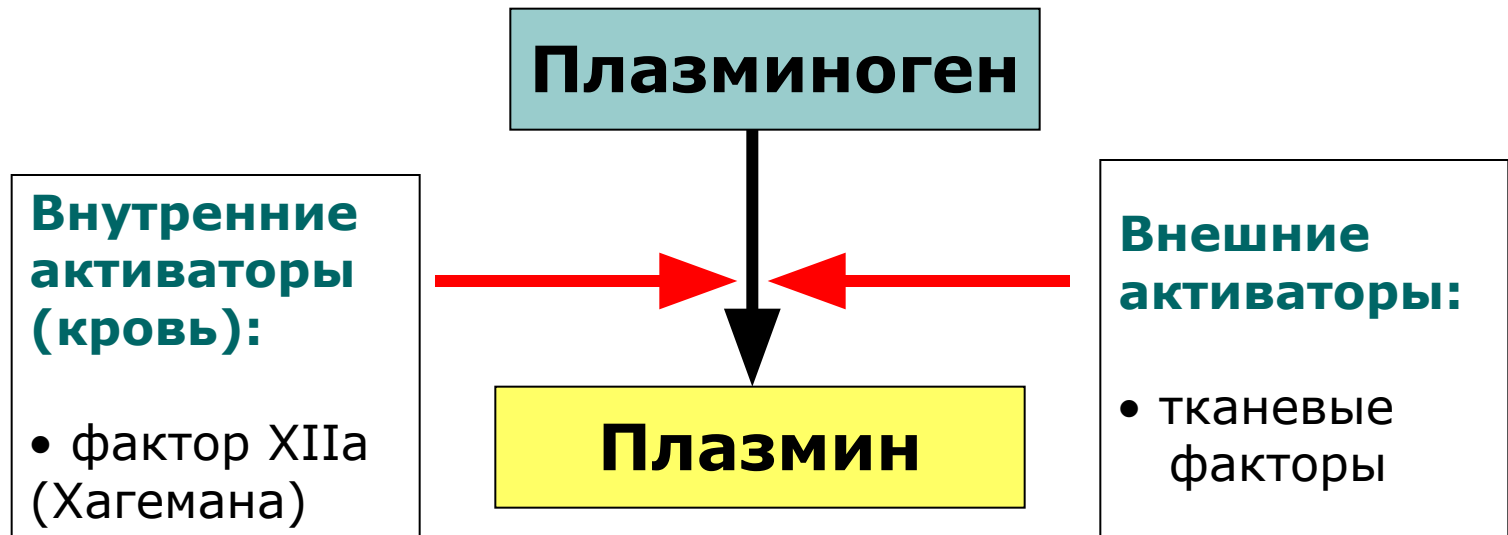 Плазминоген
Внутренние
активаторы
(кровь):
• фактор XIIa
(Хагемана)
Плазмин
Внешние
активаторы:
• тканевые
факторы